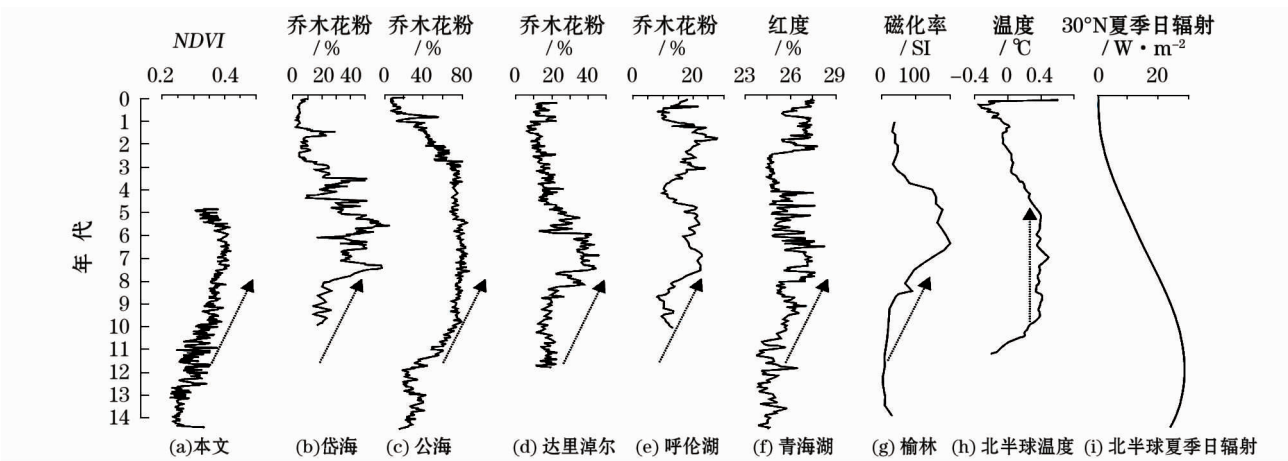 NDVI
乔木花粉
/ %
乔木花粉
/ %
乔木花粉
/ %
乔木花粉
/ %
红度
/ %
磁化率
/ SI
温度
/ ℃
30°N夏季日辐射
/ W·m⁻²
0.2 0.4
0 20 40
0 40 80
0 20 40
0 20
23 26 29
0 100
−0.4 0 0.4
0 20
年代
0
1
2
3
4
5
6
7
8
9
10
11
12
13
14
(a)本文
(b)岱海
(c)公海
(d)达里淖尔
(e)呼伦湖
(f)青海湖
(g)榆林
(h)北半球温度
(i)北半球夏季日辐射